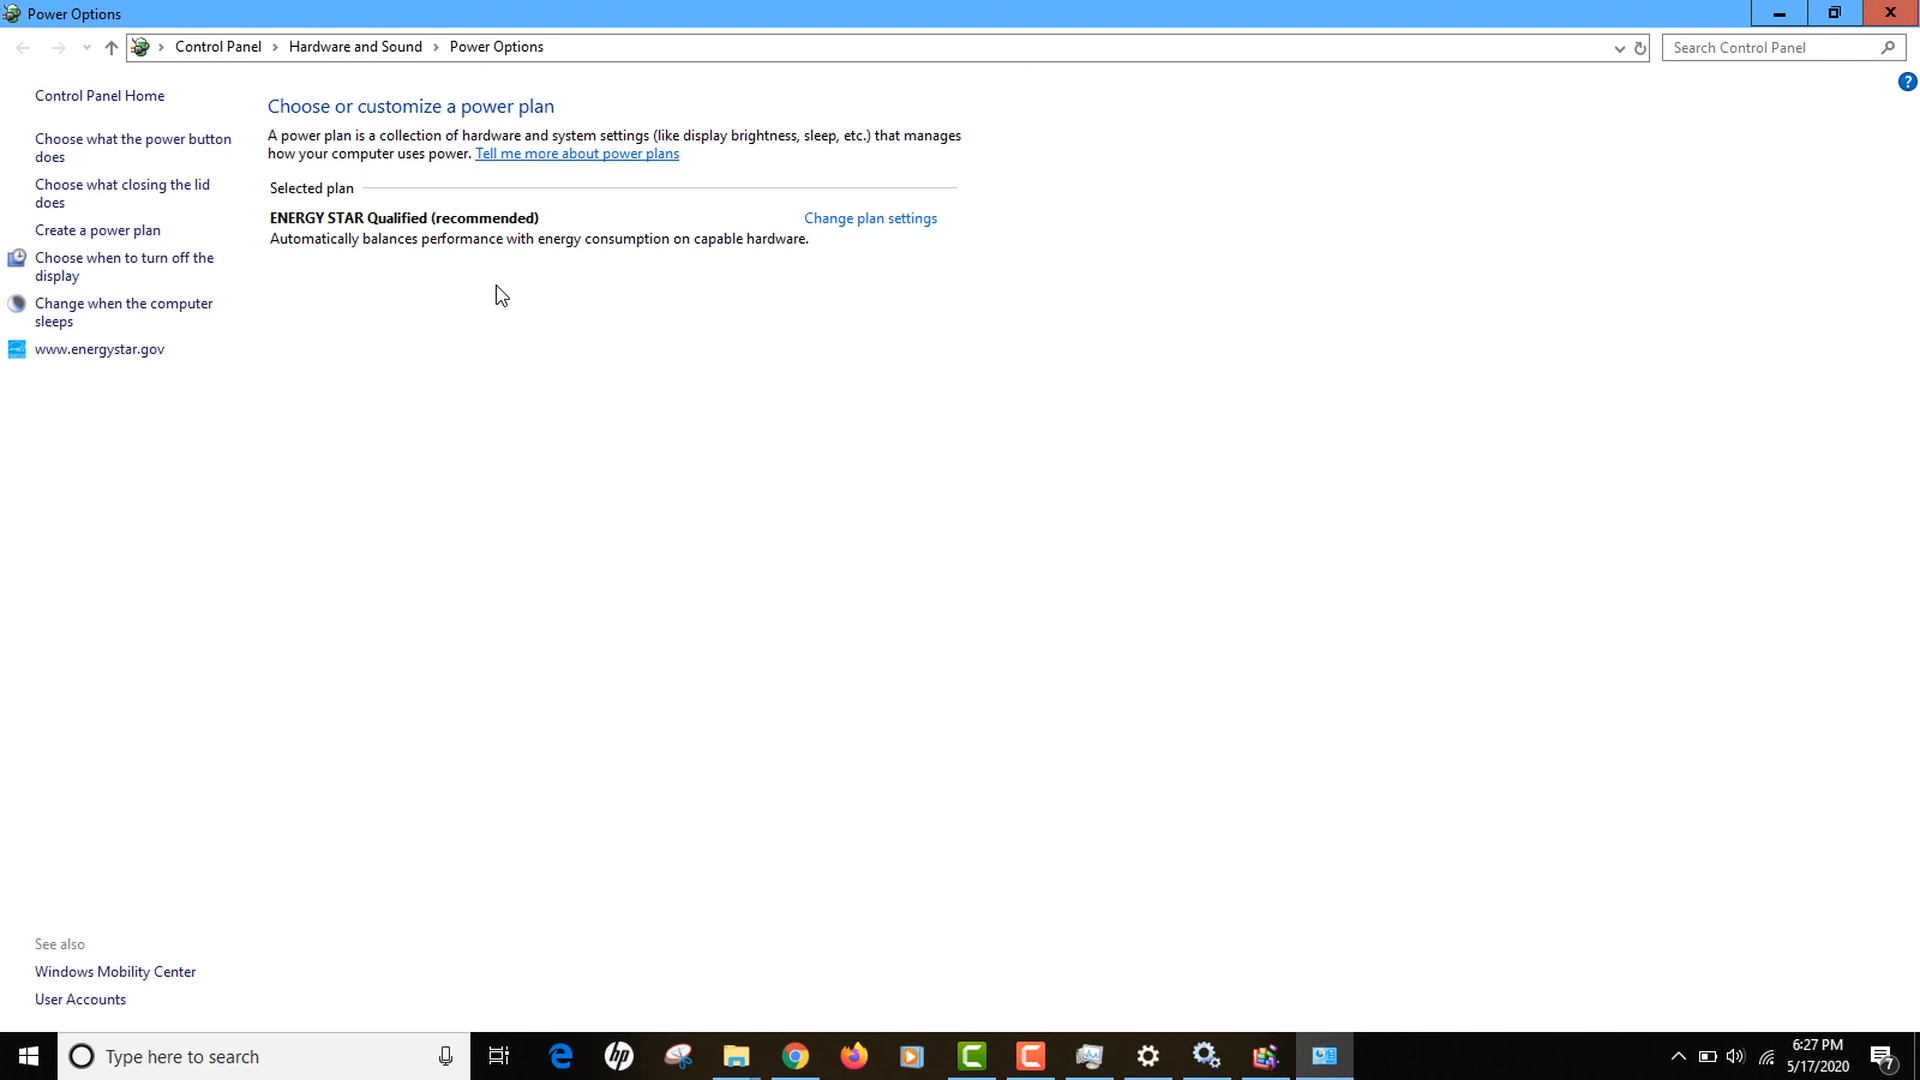 Power Options
Control Panel > Hardware and Sound > Power Options
Search Control Panel
?
Control Panel Home
Choose what the power button
does
Choose what closing the lid
does
Create a power plan
Choose when to turn off the
display
Change when the computer
sleeps
www.energystar.gov
Choose or customize a power plan
A power plan is a collection of hardware and system settings (like display brightness, sleep, etc.) that manages
how your computer uses power. Tell me more about power plans
Selected plan
ENERGY STAR Qualified (recommended)
Change plan settings
Automatically balances performance with energy consumption on capable hardware.
See also
Windows Mobility Center
User Accounts
Type here to search
hp
6:27 PM
5/17/2020
7